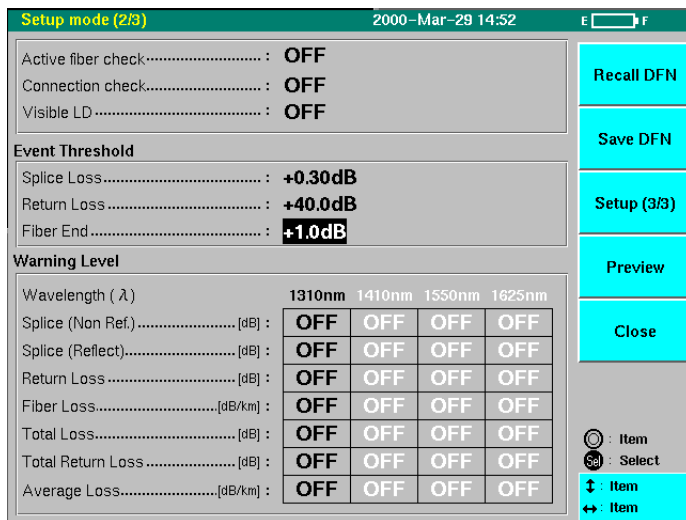 Setup mode (2/3) 2000-Mar-29 14:52 E F
Active fiber check : OFF
Connection check : OFF
Visible LD : OFF
Event Threshold
Splice Loss : +0.30dB
Return Loss : +40.0dB
Fiber End : +1.0dB
Warning Level
Wavelength ( λ ) 1310nm 1410nm 1550nm 1625nm
Splice (Non Ref.) [dB] : OFF OFF OFF OFF
Splice (Reflect) [dB] : OFF OFF OFF OFF
Return Loss [dB] : OFF OFF OFF OFF
Fiber Loss [dB/km] : OFF OFF OFF OFF
Total Loss [dB] : OFF OFF OFF OFF
Total Return Loss [dB] : OFF OFF OFF OFF
Average Loss [dB/km] : OFF OFF OFF OFF
Recall DFN
Save DFN
Setup (3/3)
Preview
Close
: Item
Sel : Select
↕ : Item
↔ : Item